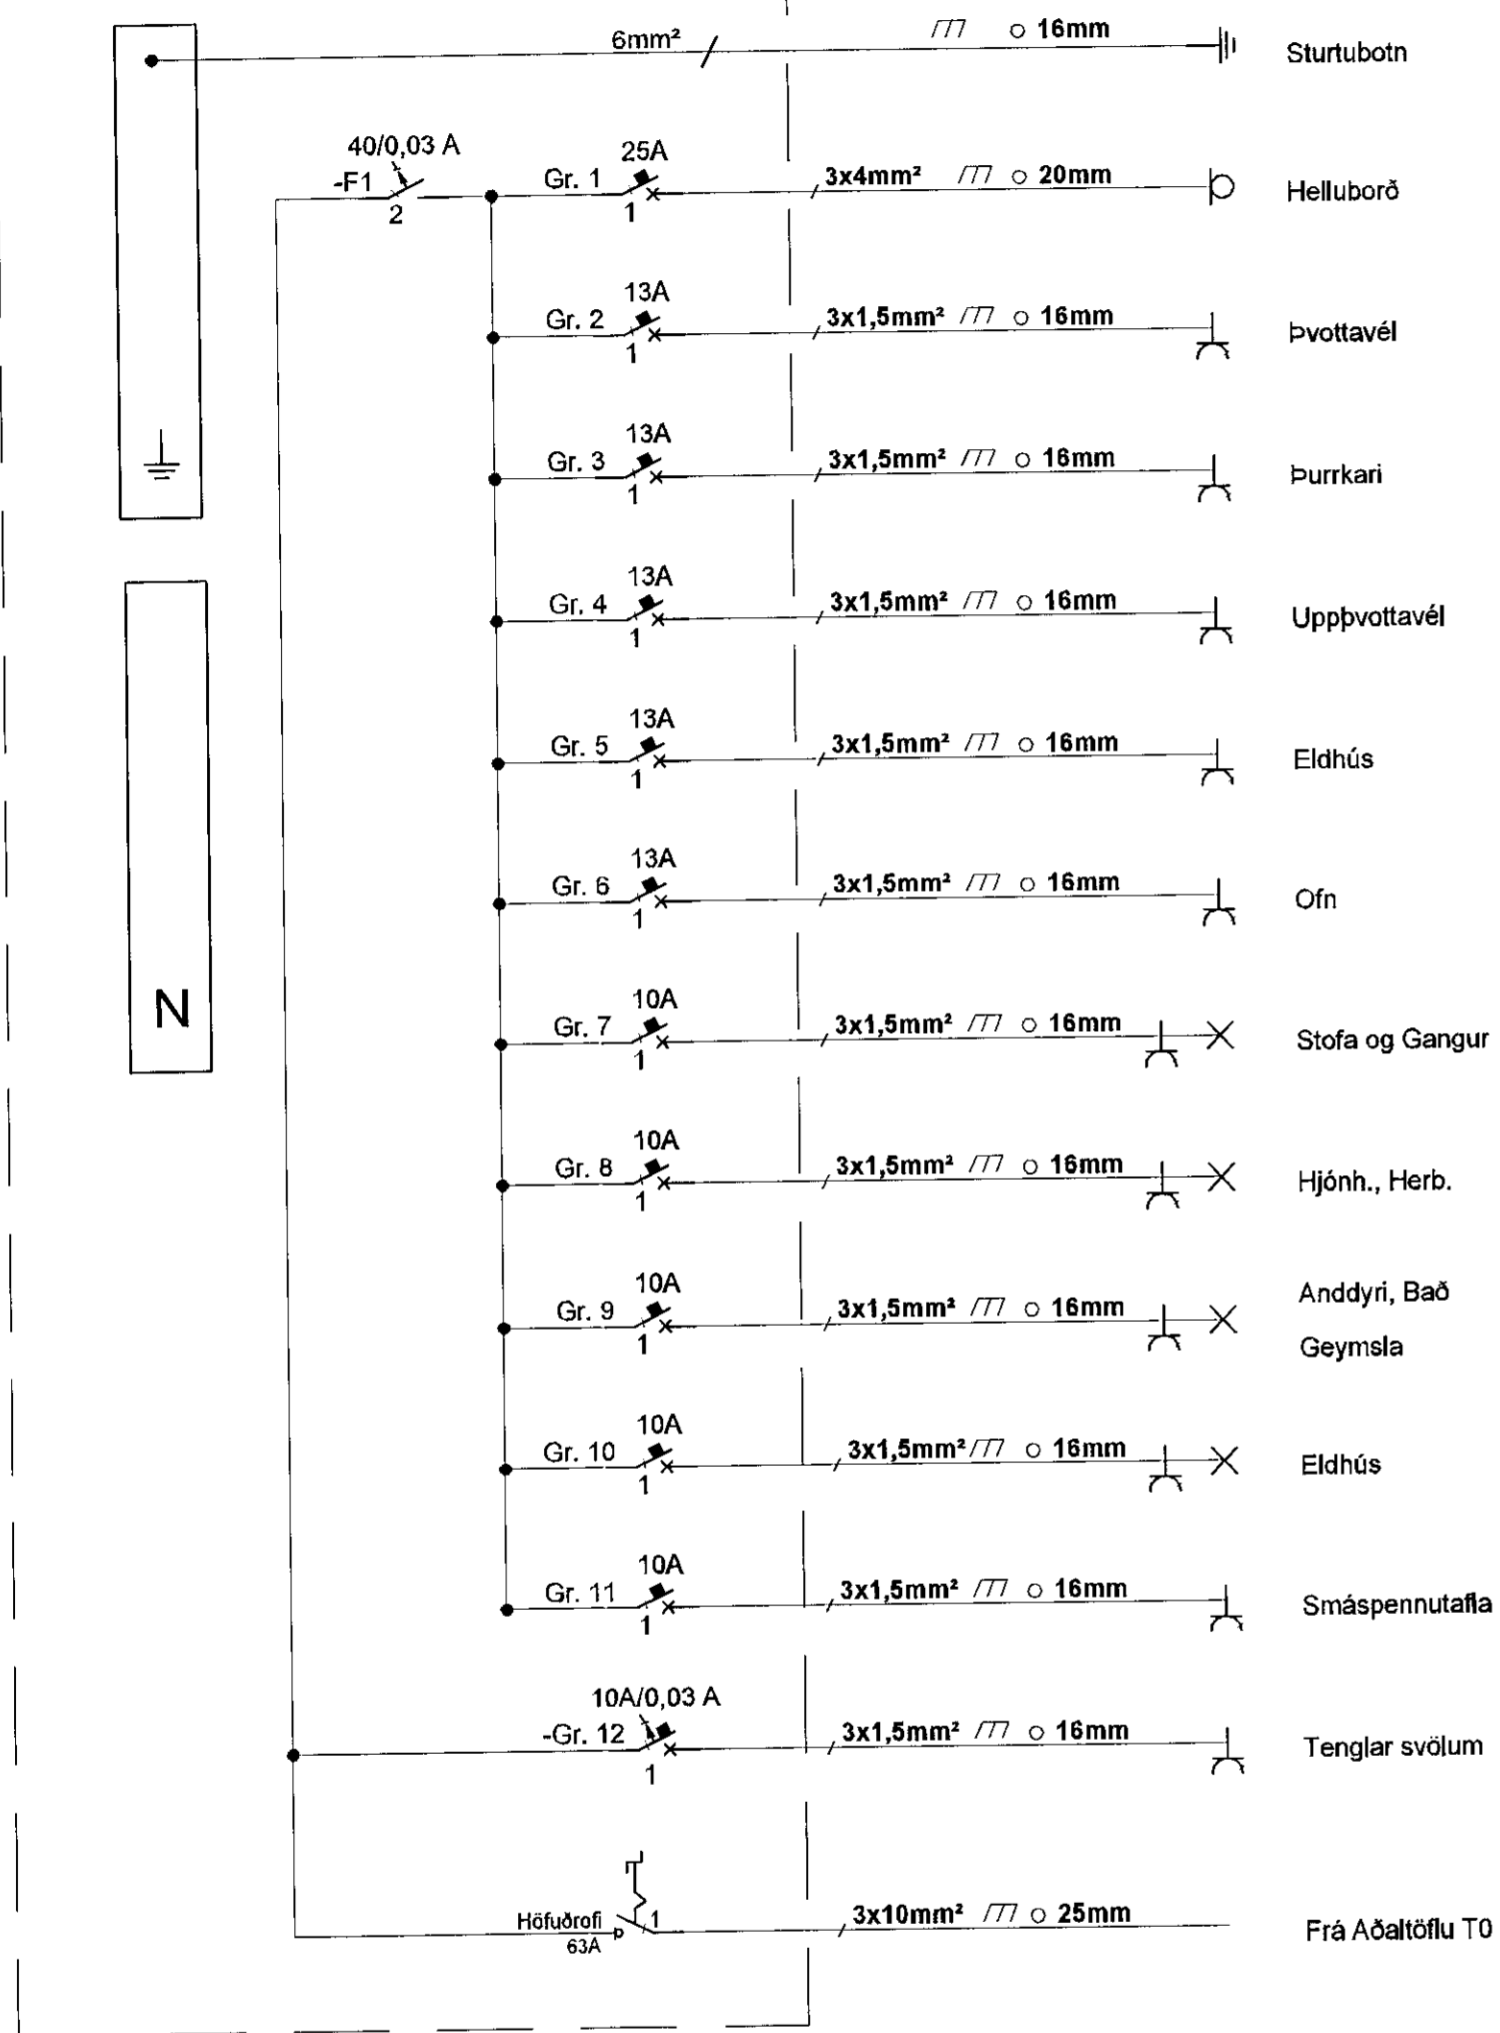 6mm² 16mm Sturtubotn
40/0,03 A
-F1
2
25A
Gr. 1 3x4mm² 20mm Helluborð
1
13A
Gr. 2 3x1,5mm² 16mm Þvottavél
1
13A
Gr. 3 3x1,5mm² 16mm Þurrkari
1
13A
Gr. 4 3x1,5mm² 16mm Uppþvottavél
1
13A
Gr. 5 3x1,5mm² 16mm Eldhús
1
13A
Gr. 6 3x1,5mm² 16mm Ofn
1
N
10A
Gr. 7 3x1,5mm² 16mm Stofa og Gangur
1
10A
Gr. 8 3x1,5mm² 16mm Hjónh., Herb.
1
10A
Gr. 9 3x1,5mm² 16mm Anddyri, Bað
Geymsla
1
10A
Gr. 10 3x1,5mm² 16mm Eldhús
1
10A
Gr. 11 3x1,5mm² 16mm Smáspennutafla
1
10A/0,03 A
-Gr. 12 3x1,5mm² 16mm Tenglar svölum
1
Höfuðrofi 1 3x10mm² 25mm Frá Aðaltöflu T0
63A